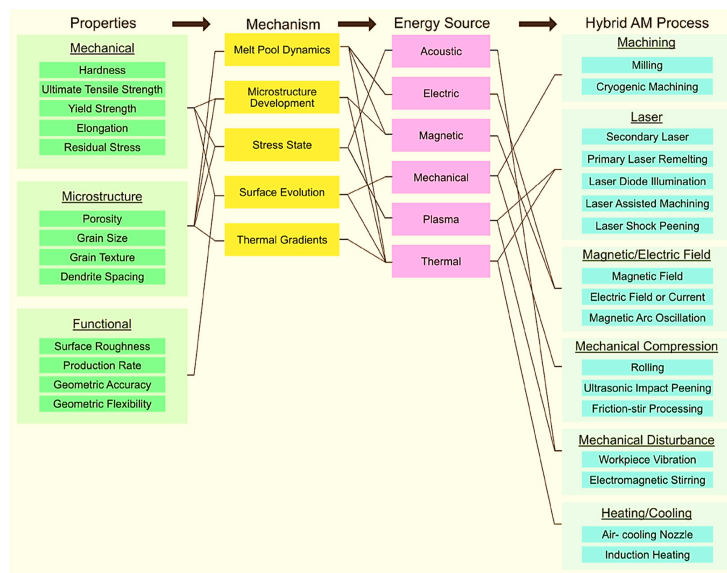 Properties
Mechanism
Energy Source
Hybrid AM Process
Mechanical
Hardness
Ultimate Tensile Strength
Yield Strength
Elongation
Residual Stress
Microstructure
Porosity
Grain Size
Grain Texture
Dendrite Spacing
Functional
Surface Roughness
Production Rate
Geometric Accuracy
Geometric Flexibility
Melt Pool Dynamics
Microstructure
Development
Stress State
Surface Evolution
Thermal Gradients
Acoustic
Electric
Magnetic
Mechanical
Plasma
Thermal
Machining
Milling
Cryogenic Machining
Laser
Secondary Laser
Primary Laser Remelting
Laser Diode Illumination
Laser Assisted Machining
Laser Shock Peening
Magnetic/Electric Field
Magnetic Field
Electric Field or Current
Magnetic Arc Oscillation
Mechanical Compression
Rolling
Ultrasonic Impact Peening
Friction-stir Processing
Mechanical Disturbance
Workpiece Vibration
Electromagnetic Stirring
Heating/Cooling
Air- cooling Nozzle
Induction Heating